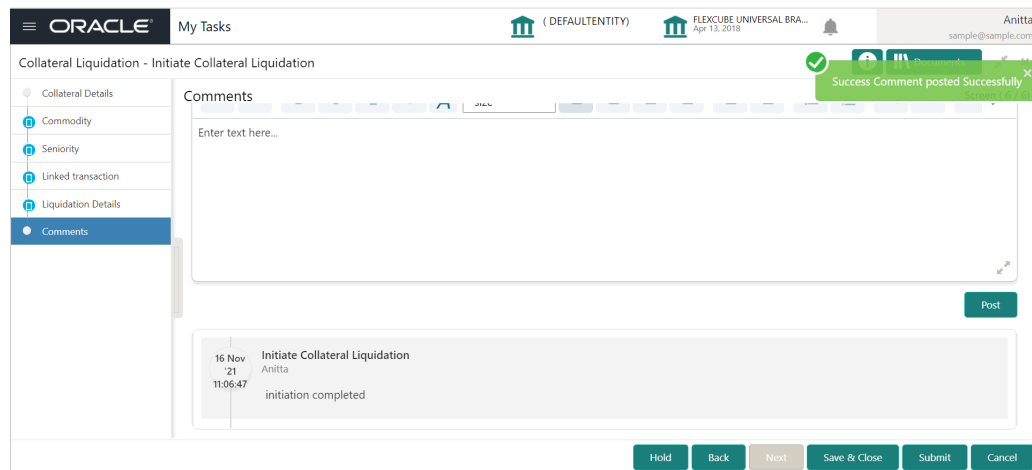 ORACLE
My Tasks
( DEFAULTENTITY)
FLEXCUBE UNIVERSAL BRA...
Apr 13, 2018
Anitta
sample@sample.com
Collateral Liquidation - Initiate Collateral Liquidation
Success Comment posted Successfully
Collateral Details
Commodity
Seniority
Linked transaction
Liquidation Details
Comments
Comments
Enter text here...
Post
16 Nov
'21
11:06:47
Initiate Collateral Liquidation
Anitta
initiation completed
Hold
Back
Next
Save & Close
Submit
Cancel